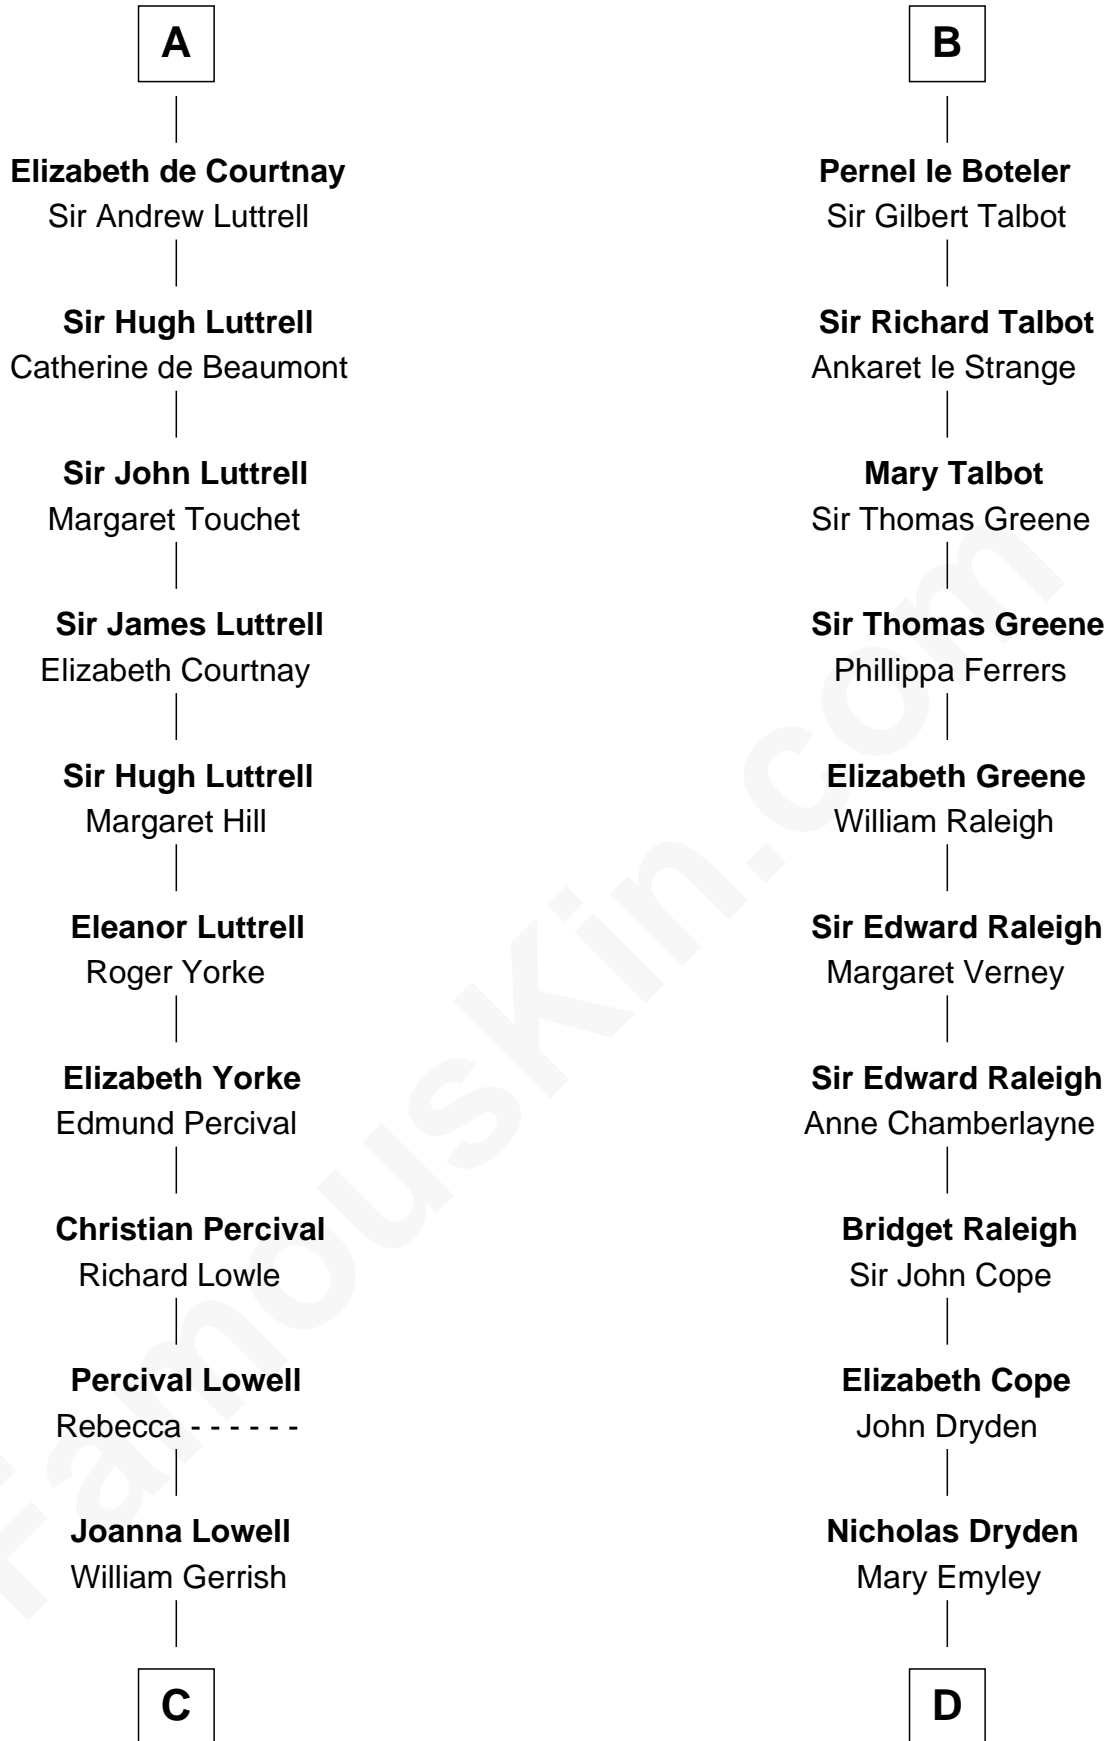 A
Elizabeth de Courtnay
Sir Andrew Luttrell
Sir Hugh Luttrell
Catherine de Beaumont
Sir John Luttrell
Margaret Touchet
Sir James Luttrell
Elizabeth Courtnay
Sir Hugh Luttrell
Margaret Hill
Eleanor Luttrell
Roger Yorke
Elizabeth Yorke
Edmund Percival
Christian Percival
Richard Lowle
Percival Lowell
Rebecca - - - - - -
Joanna Lowell
William Gerrish
C
B
Pernel le Boteler
Sir Gilbert Talbot
Sir Richard Talbot
Ankaret le Strange
Mary Talbot
Sir Thomas Greene
Sir Thomas Greene
Phillippa Ferrers
Elizabeth Greene
William Raleigh
Sir Edward Raleigh
Margaret Verney
Sir Edward Raleigh
Anne Chamberlayne
Bridget Raleigh
Sir John Cope
Elizabeth Cope
John Dryden
Nicholas Dryden
Mary Emyley
D
FamousKin.com